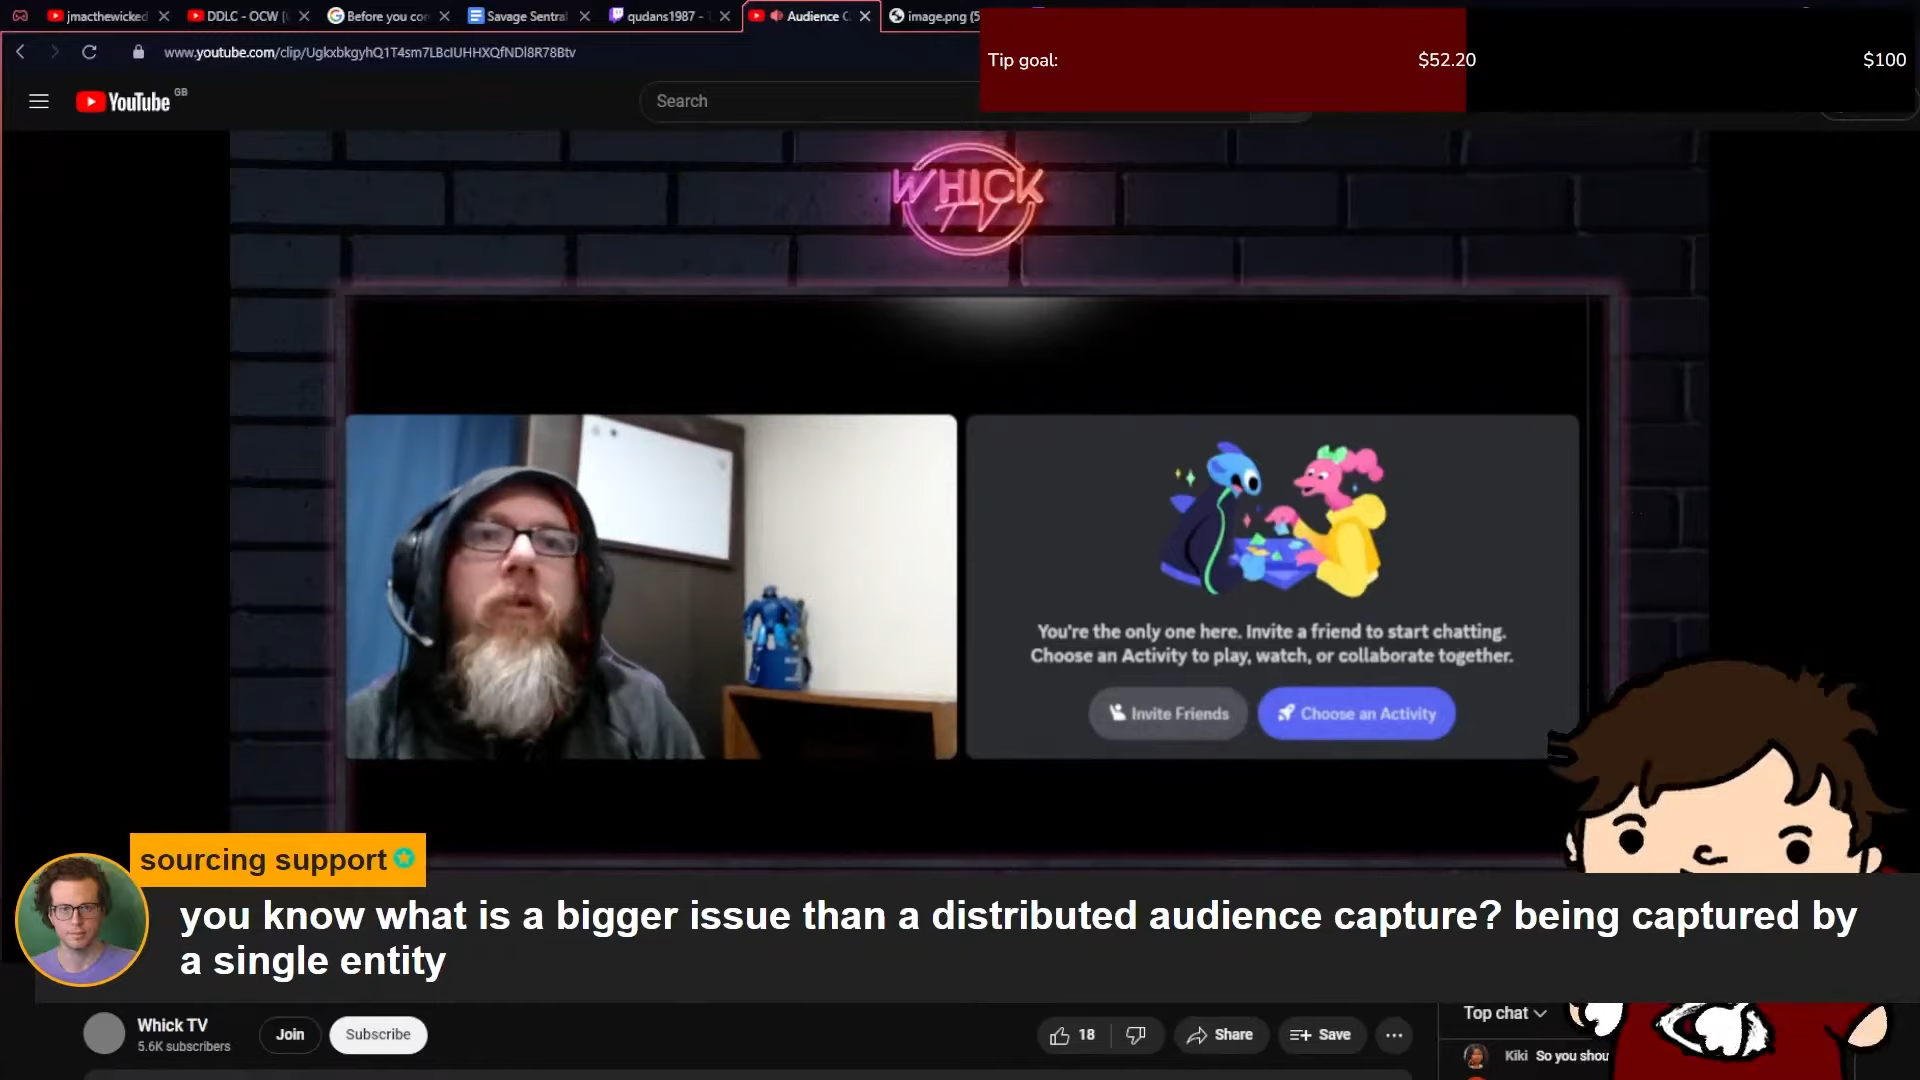 jmacthewicked
DDLC - OCW [
Before you con
Savage Sentra
qudans1987 - T
Audience C
image.png (5
www.youtube.com/clip/UgkxbkgyhQ1T4sm7LBcIUHHXQfNDl8R78Btv
Tip goal:
$52.20
$100
YouTube GB
Search
WHICK
TV
You're the only one here. Invite a friend to start chatting.
Choose an Activity to play, watch, or collaborate together.
Invite Friends
Choose an Activity
sourcing support
you know what is a bigger issue than a distributed audience capture? being captured by
a single entity
Whick TV
5.6K subscribers
Join
Subscribe
18
Share
Save
Top chat
Kiki So you shou